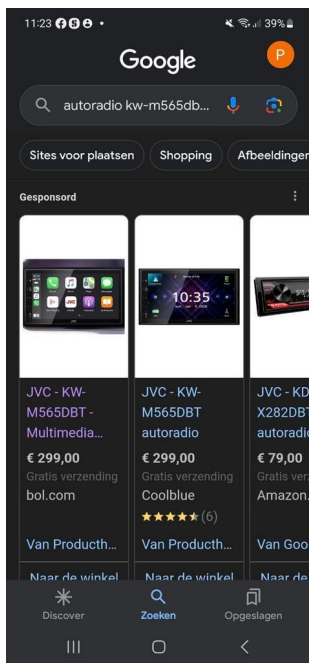 11:23
39%
Google
P
autoradio kw-m565db...
Sites voor plaatsen
Shopping
Afbeeldingen
Gesponsord
10:35
JVC - KW-
M565DBT -
Multimedia...
€ 299,00
Gratis verzending
bol.com
Van Producth...
Naar de winkel
JVC - KW-
M565DBT
autoradio
€ 299,00
Gratis verzending
Coolblue
(6)
Van Producth...
Naar de winkel
JVC - KD
X282DBT
autoradio
€ 79,00
Gratis ver
Amazon.
Van Goo
Naar de
Discover
Zoeken
Opgeslagen